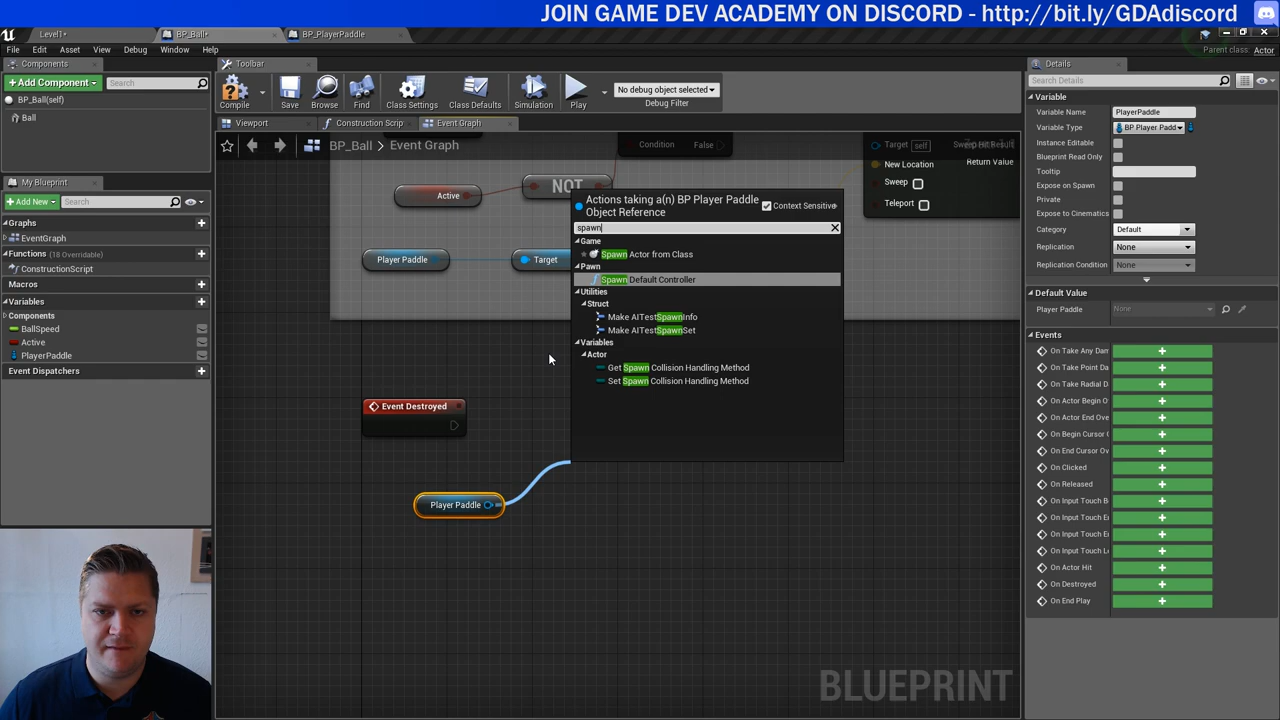 JOIN GAME DEV ACADEMY ON DISCORD - http://bit.ly/GDAdiscord
Level1•
BP_Ball•
BP_PlayerPaddle
File
Edit
Asset
View
Debug
Window
Help
Parent class: Actor
Components
Toolbar
Details
+Add Component
Search
BP_Ball(self)
Ball
Compile
Save
Browse
Find
Class Settings
Class Defaults
Simulation
Play
No debug object selected
Debug Filter
Search Details
Variable
Variable Name
PlayerPaddle
Variable Type
BP Player Padd
Instance Editable
Blueprint Read Only
Tooltip
Expose on Spawn
Private
Expose to Cinematics
Category
Default
Replication
None
Replication Condition
None
Default Value
Player Paddle
None
Events
On Take Any Dan
On Take Point Da
On Take Radial D
On Actor Begin O
On Actor End Ove
On Begin Cursor C
On End Cursor Ov
On Clicked
On Released
On Input Touch B
On Input Touch E
On Input Touch E
On Input Touch L
On Actor Hit
On Destroyed
On End Play
Viewport
Construction Scrip
Event Graph
BP_Ball > Event Graph
My Blueprint
+Add New
Search
Graphs
EventGraph
Functions (18 Overridable)
ConstructionScript
Macros
Variables
Components
BallSpeed
Active
PlayerPaddle
Event Dispatchers
Condition
False
Target self
Sweep Hit Result
New Location
Return Value
Sweep
Teleport
Active
NOT
Player Paddle
Target
Actions taking a(n) BP Player Paddle
Object Reference
Context Sensitive
spawn
Game
Spawn Actor from Class
Pawn
Spawn Default Controller
Utilities
Struct
Make AITestSpawnInfo
Make AITestSpawnSet
Variables
Actor
Get Spawn Collision Handling Method
Set Spawn Collision Handling Method
Event Destroyed
Player Paddle
BLUEPRINT